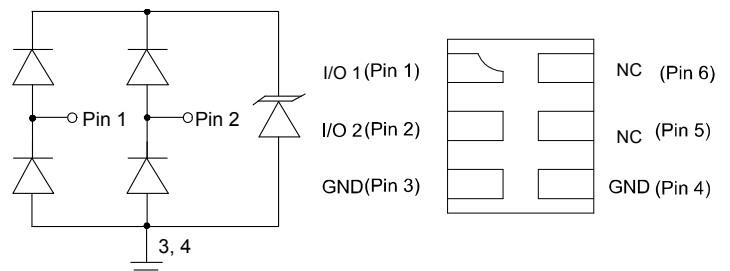 Pin 1
Pin 2
3, 4
I/O 1 (Pin 1)
NC (Pin 6)
I/O 2 (Pin 2)
NC (Pin 5)
GND (Pin 3)
GND (Pin 4)